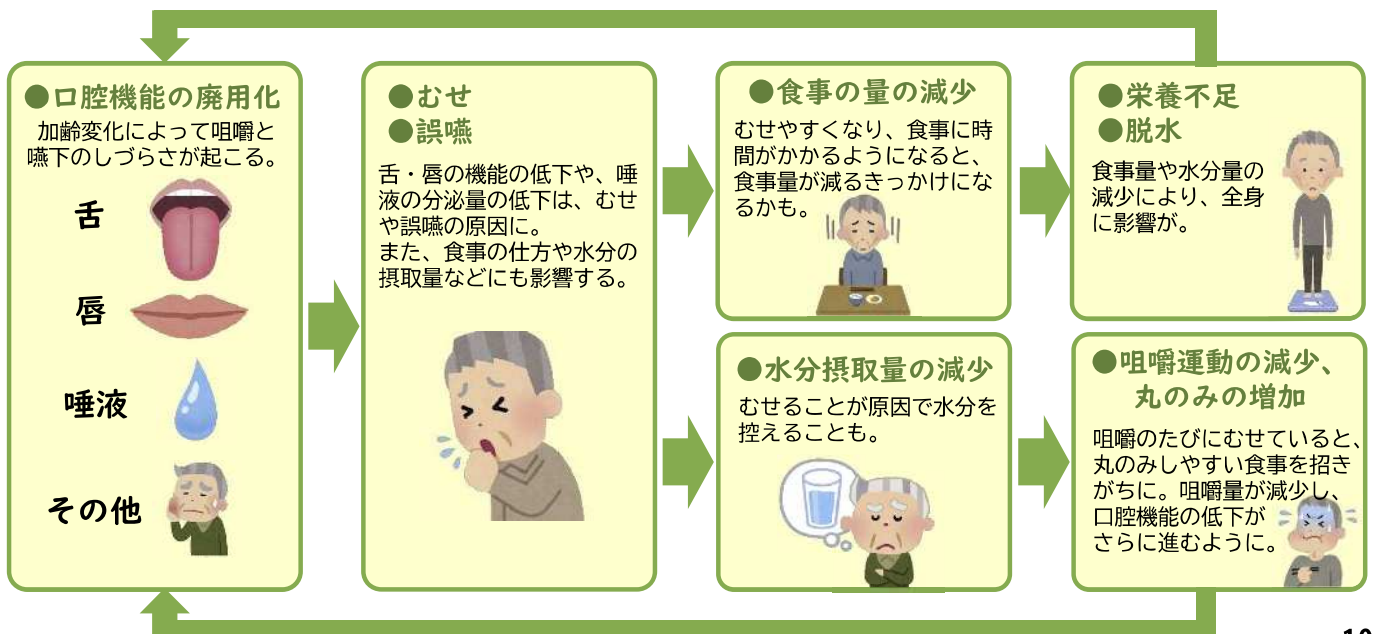 ●口腔機能の廃用化
加齢変化によって咀嚼と
嚥下のしづらさが起こる。
舌
唇
唾液
その他
●むせ
●誤嚥
舌・唇の機能の低下や、唾
液の分泌量の低下は、むせ
や誤嚥の原因に。
また、食事の仕方や水分の
摂取量などにも影響する。
●食事の量の減少
むせやすくなり、食事に時
間がかかるようになると、
食事量が減るきっかけにな
るかも。
●水分摂取量の減少
むせることが原因で水分を
控えることも。
●栄養不足
●脱水
食事量や水分量の
減少により、全身
に影響が。
●咀嚼運動の減少、
丸のみの増加
咀嚼のたびにむせていると、
丸のみしやすい食事を招き
がちに。咀嚼量が減少し、
口腔機能の低下が
さらに進むように。